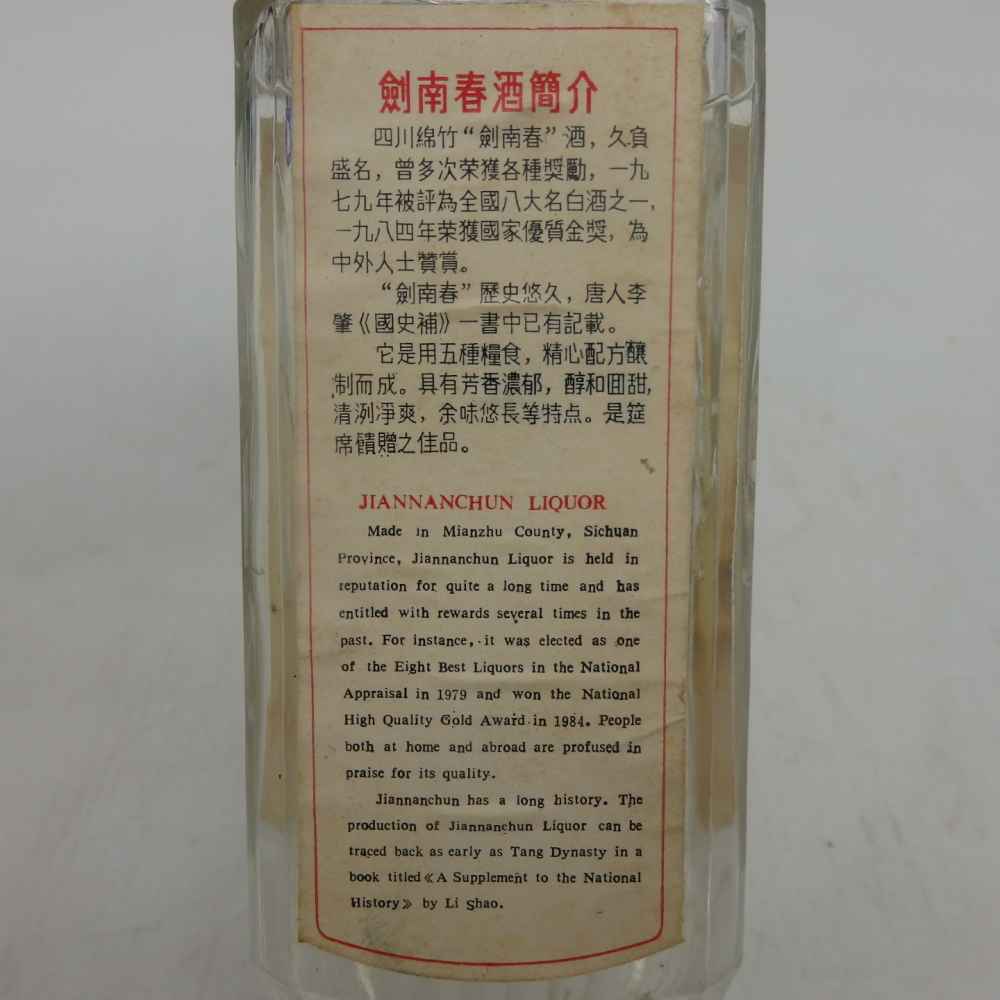 劍南春酒簡介
四川綿竹“劍南春”酒，久負
盛名，曾多次荣獲各種獎勵，一九
七九年被評為全國八大名白酒之一，
一九八四年荣獲國家優質金獎，為
中外人士贊賞。
“劍南春”歷史悠久，唐人李
肇《國史補》一書中已有記載。
它是用五種糧食，精心配方釀
制而成。具有芳香濃郁，醇和回甜，
清洌凈爽，余味悠長等特点。是筵
席饋贈之佳品。
JIANNANCHUN LIQUOR
Made in Mianzhu County, Sichuan
Province, Jiannanchun Liquor is held in
reputation for quite a long time and has
entitled with rewards several times in the
past. For instance, it was elected as one
of the Eight Best Liquors in the National
Appraisal in 1979 and won the National
High Quality Gold Award in 1984. People
both at home and abroad are profused in
praise for its quality.
Jiannanchun has a long history. The
production of Jiannanchun Liquor can be
traced back as early as Tang Dynasty in a
book titled《A Supplement to the National
History》 by Li Shao.